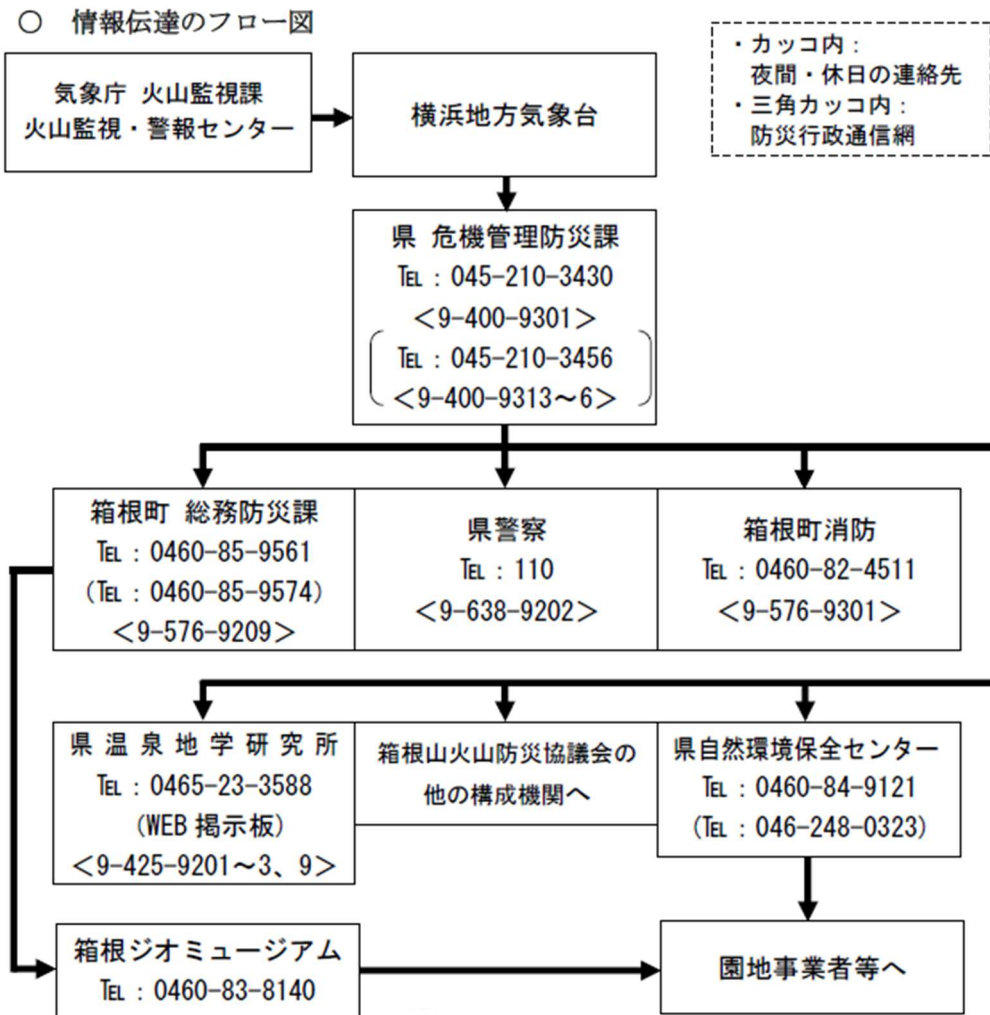 ○ 情報伝達のフロー図
・カッコ内：
夜間・休日の連絡先
・三角カッコ内：
防災行政通信網
気象庁 火山監視課
火山監視・警報センター
横浜地方気象台
県 危機管理防災課
℡：045-210-3430
＜9-400-9301＞
℡：045-210-3456
＜9-400-9313～6＞
箱根町 総務防災課
℡：0460-85-9561
（℡：0460-85-9574）
＜9-576-9209＞
県警察
℡：110
＜9-638-9202＞
箱根町消防
℡：0460-82-4511
＜9-576-9301＞
県温泉地学研究所
℡：0465-23-3588
（WEB 掲示板）
＜9-425-9201～3、9＞
箱根山火山防災協議会の
他の構成機関へ
県自然環境保全センター
℡：0460-84-9121
（℡：046-248-0323）
箱根ジオミュージアム
℡：0460-83-8140
園地事業者等へ